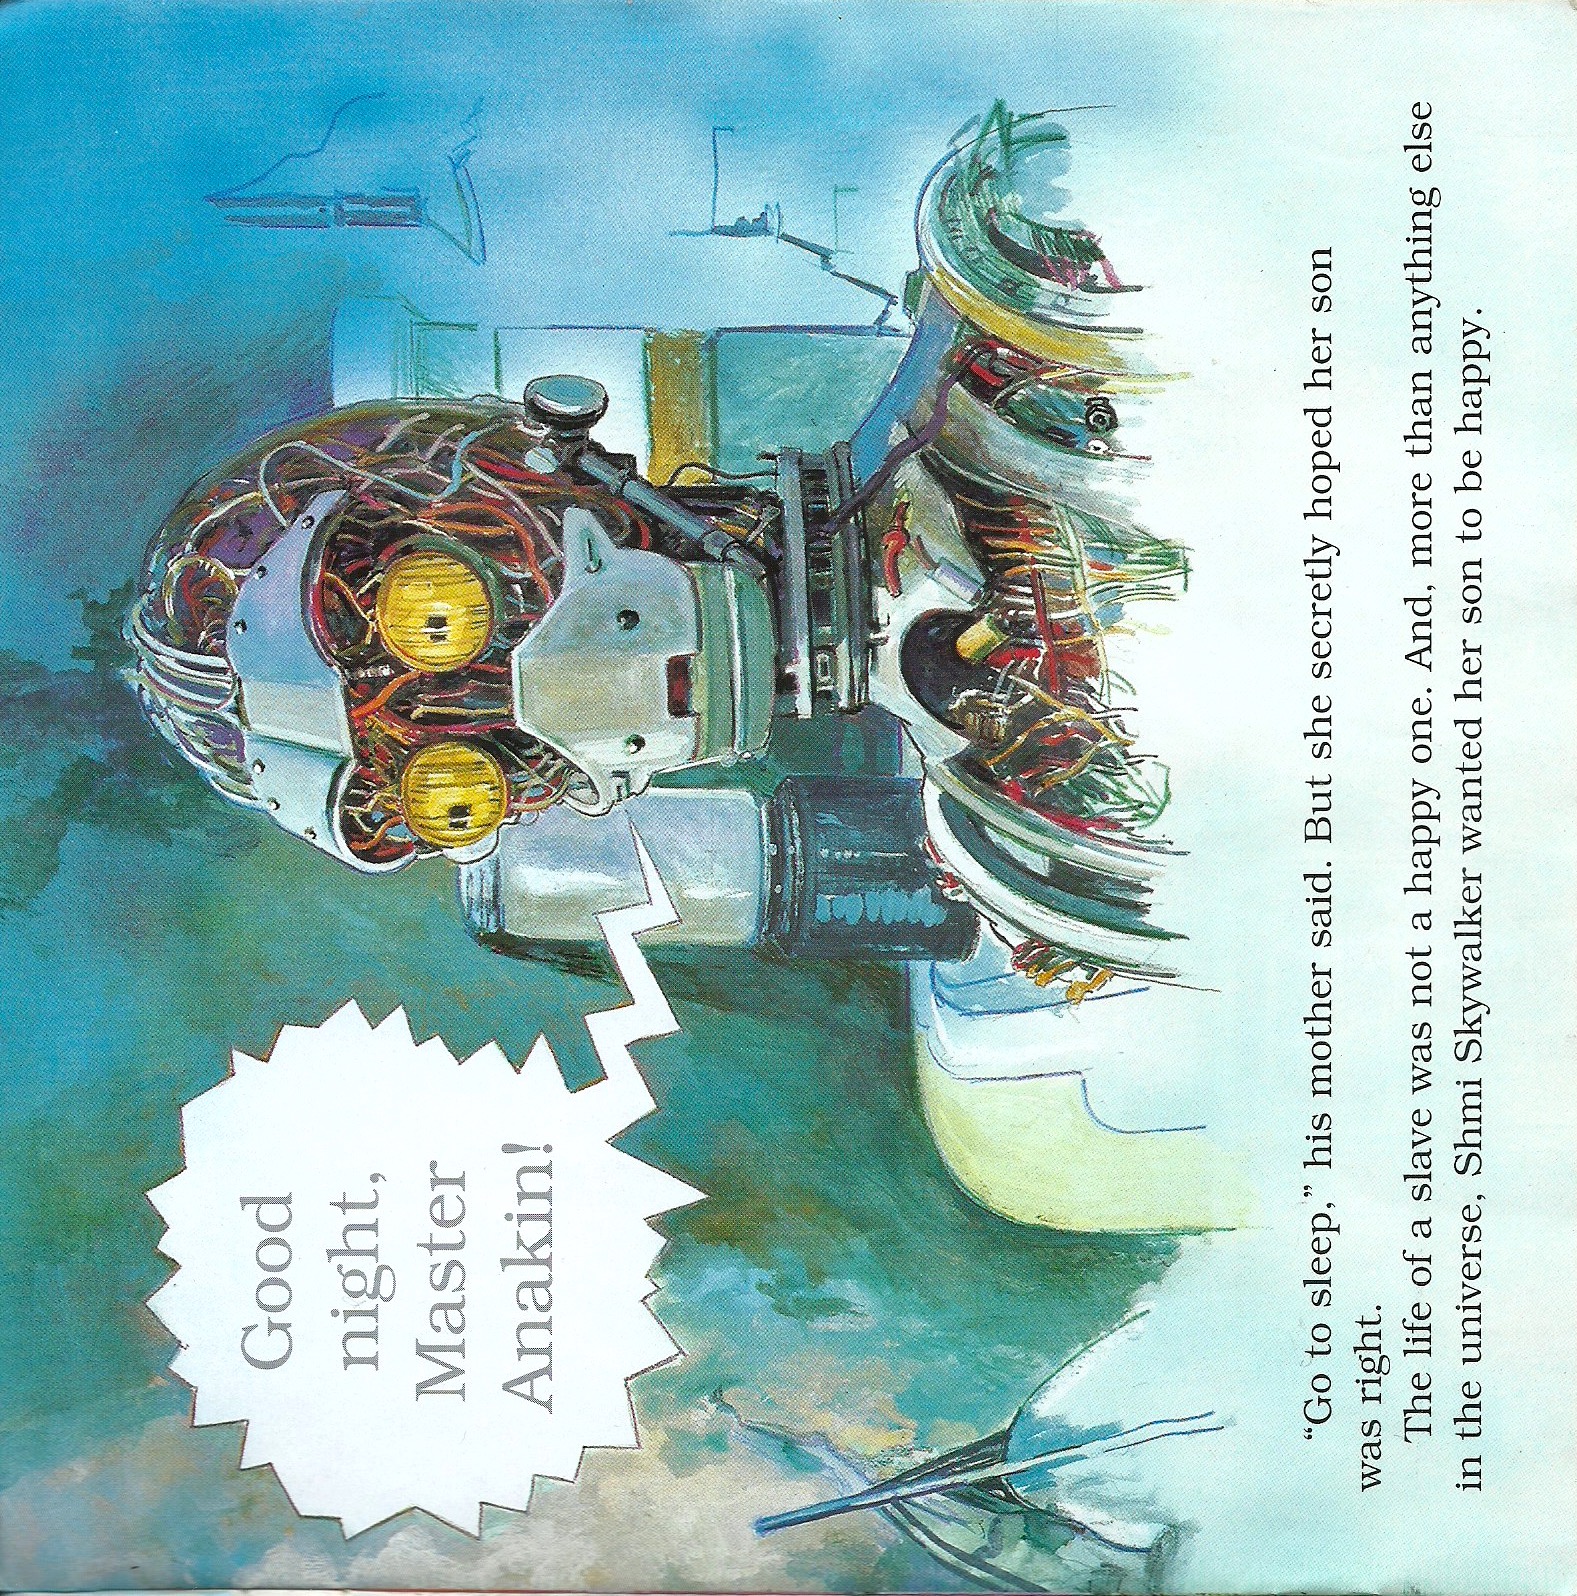 Good
night,
Master
Anakin!
“Go to sleep,” his mother said. But she secretly hoped her son
was right.
The life of a slave was not a happy one. And, more than anything else
in the universe, Shmi Skywalker wanted her son to be happy.